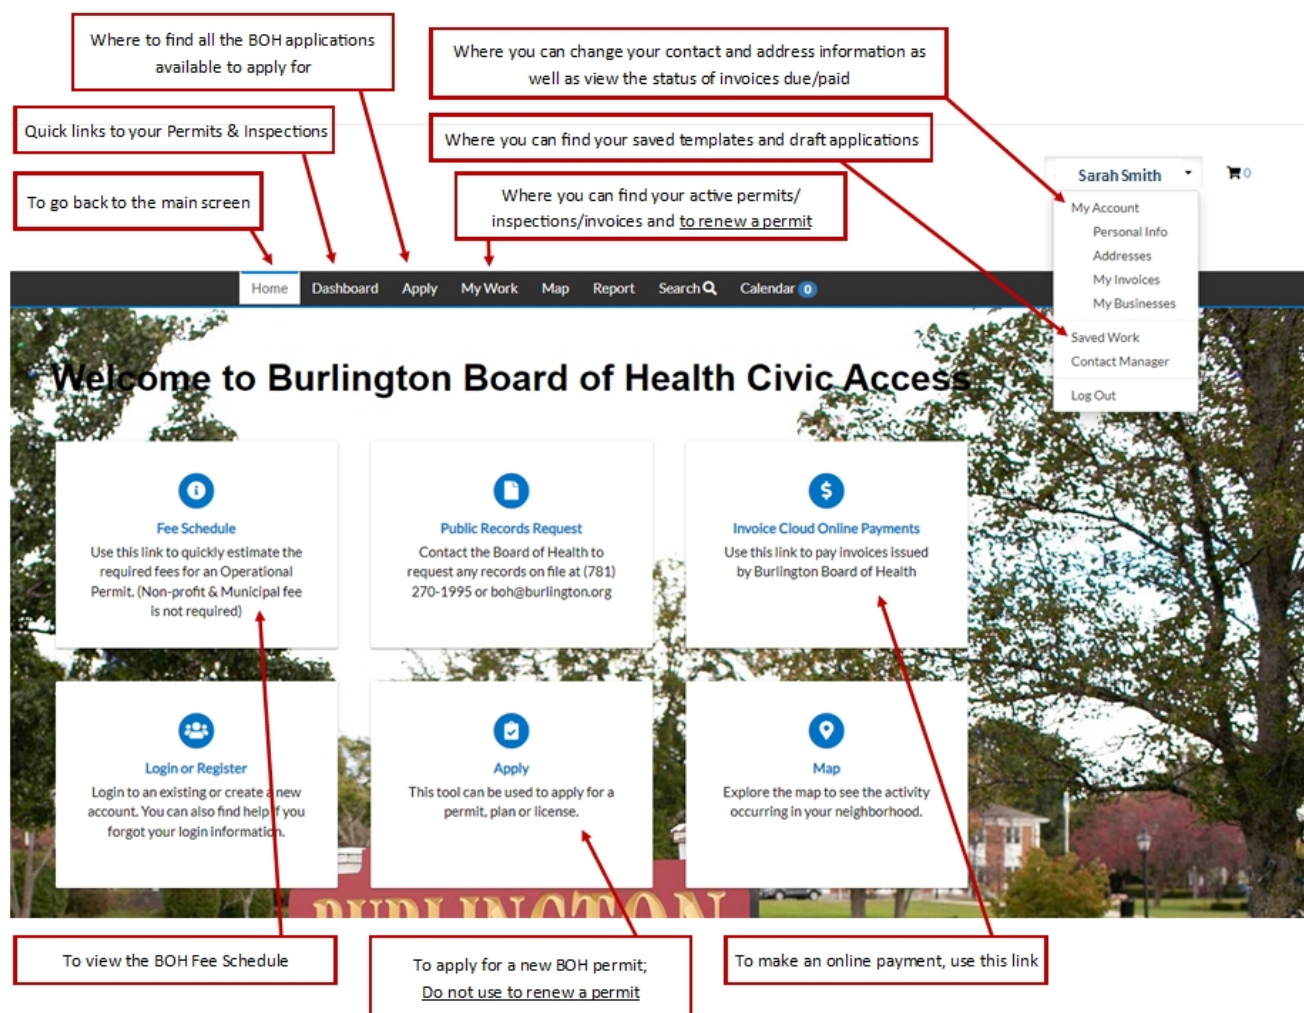 Where to find all the BOH applications
available to apply for
Where you can change your contact and address information as
well as view the status of invoices due/paid
Quick links to your Permits & Inspections
Where you can find your saved templates and draft applications
To go back to the main screen
Where you can find your active permits/
inspections/invoices and to renew a permit
Sarah Smith
0
My Account
Personal Info
Addresses
My Invoices
My Businesses
Saved Work
Contact Manager
Log Out
Home Dashboard Apply My Work Map Report Search Calendar 0
Welcome to Burlington Board of Health Civic Access
Fee Schedule
Use this link to quickly estimate the
required fees for an Operational
Permit. (Non-profit & Municipal fee
is not required)
Public Records Request
Contact the Board of Health to
request any records on file at (781)
270-1995 or boh@burlington.org
Invoice Cloud Online Payments
Use this link to pay invoices issued
by Burlington Board of Health
Login or Register
Login to an existing or create a new
account. You can also find help if you
forgot your login information.
Apply
This tool can be used to apply for a
permit, plan or license.
Map
Explore the map to see the activity
occurring in your neighborhood.
BURLINGTON
To view the BOH Fee Schedule
To apply for a new BOH permit;
Do not use to renew a permit
To make an online payment, use this link